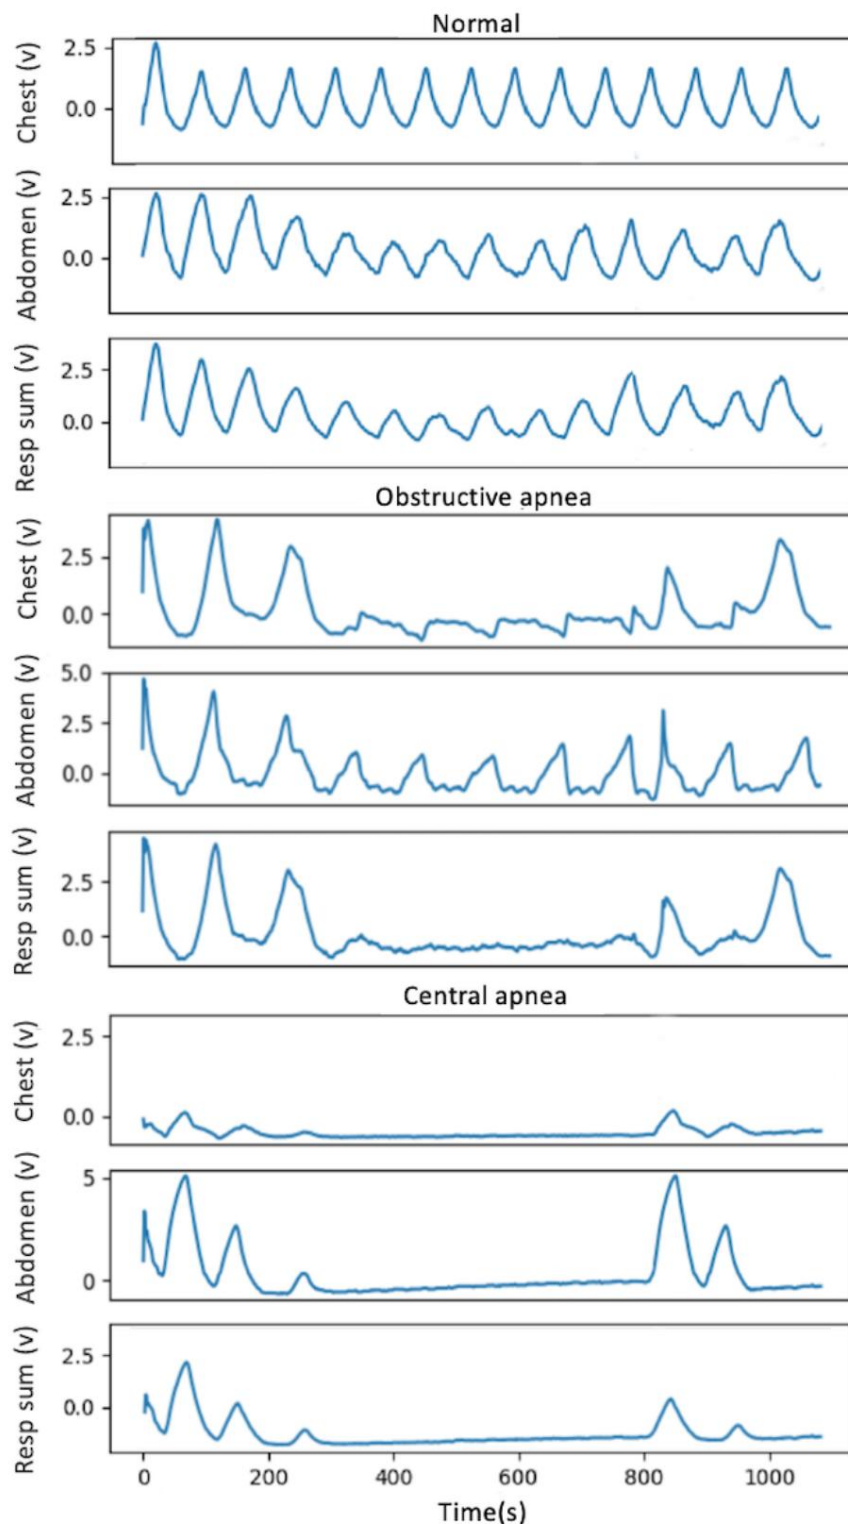 Normal
Chest (v)
2.5
0.0
Abdomen (v)
2.5
0.0
Resp sum (v)
2.5
0.0
Obstructive apnea
Chest (v)
2.5
0.0
Abdomen (v)
5.0
2.5
0.0
Resp sum (v)
2.5
0.0
Central apnea
Chest (v)
2.5
0.0
Abdomen (v)
5
0
Resp sum (v)
2.5
0.0
0 200 400 600 800 1000
Time(s)